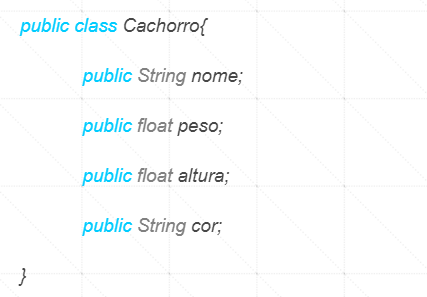 public class Cachorro{
public String nome;
public float peso;
public float altura;
public String cor;
}